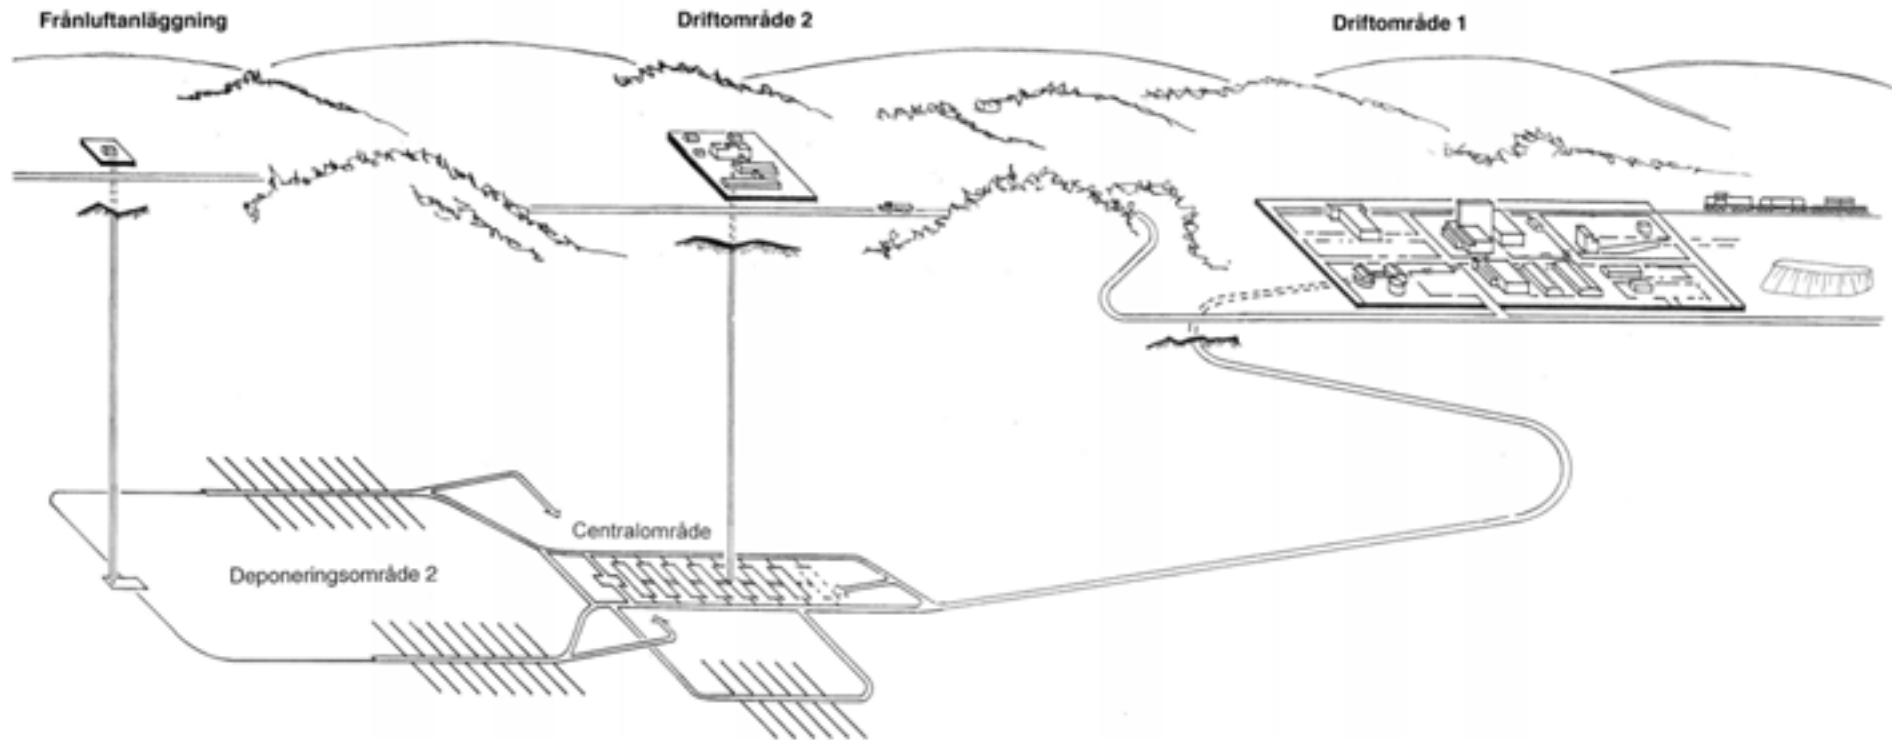 Frånluftanläggning
Driftområde 2
Driftområde 1
Centralområde
Deponeringsområde 2